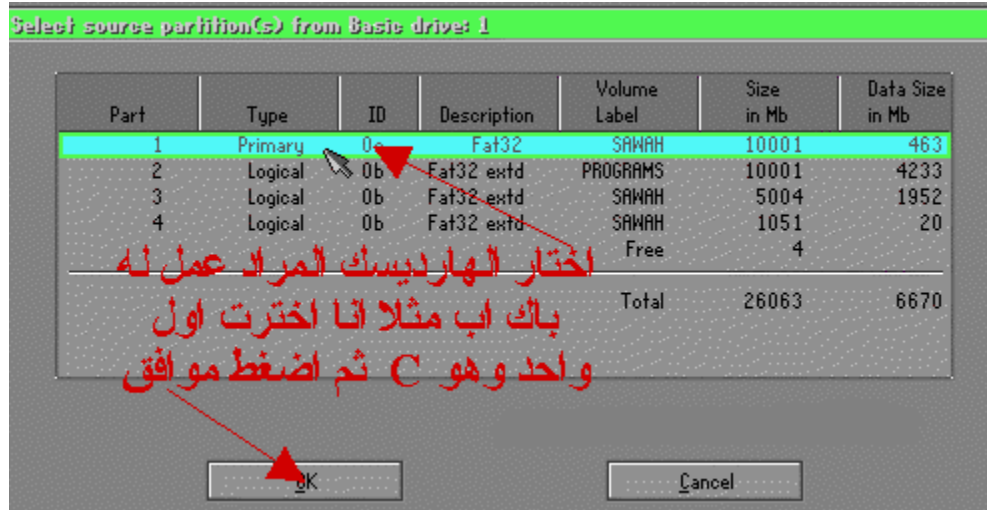 Select source partition(s) from Basic drive: 1
Part Type ID Description Volume Label Size in Mb Data Size in Mb
1 Primary Fat32 SAWAH 10001 463
2 Logical 0b Fat32 extd PROGRAMS 10001 4233
3 Logical 0b Fat32 extd SAWAH 5004 1952
4 Logical 0b Fat32 extd SAWAH 1051 20
Free 4
Total 26063 6670
اختار الهارديسك المراد عمل له
باك اب مثلا انا اخترت اول
واحد وهو C ثم اضغط موافق
OK Cancel